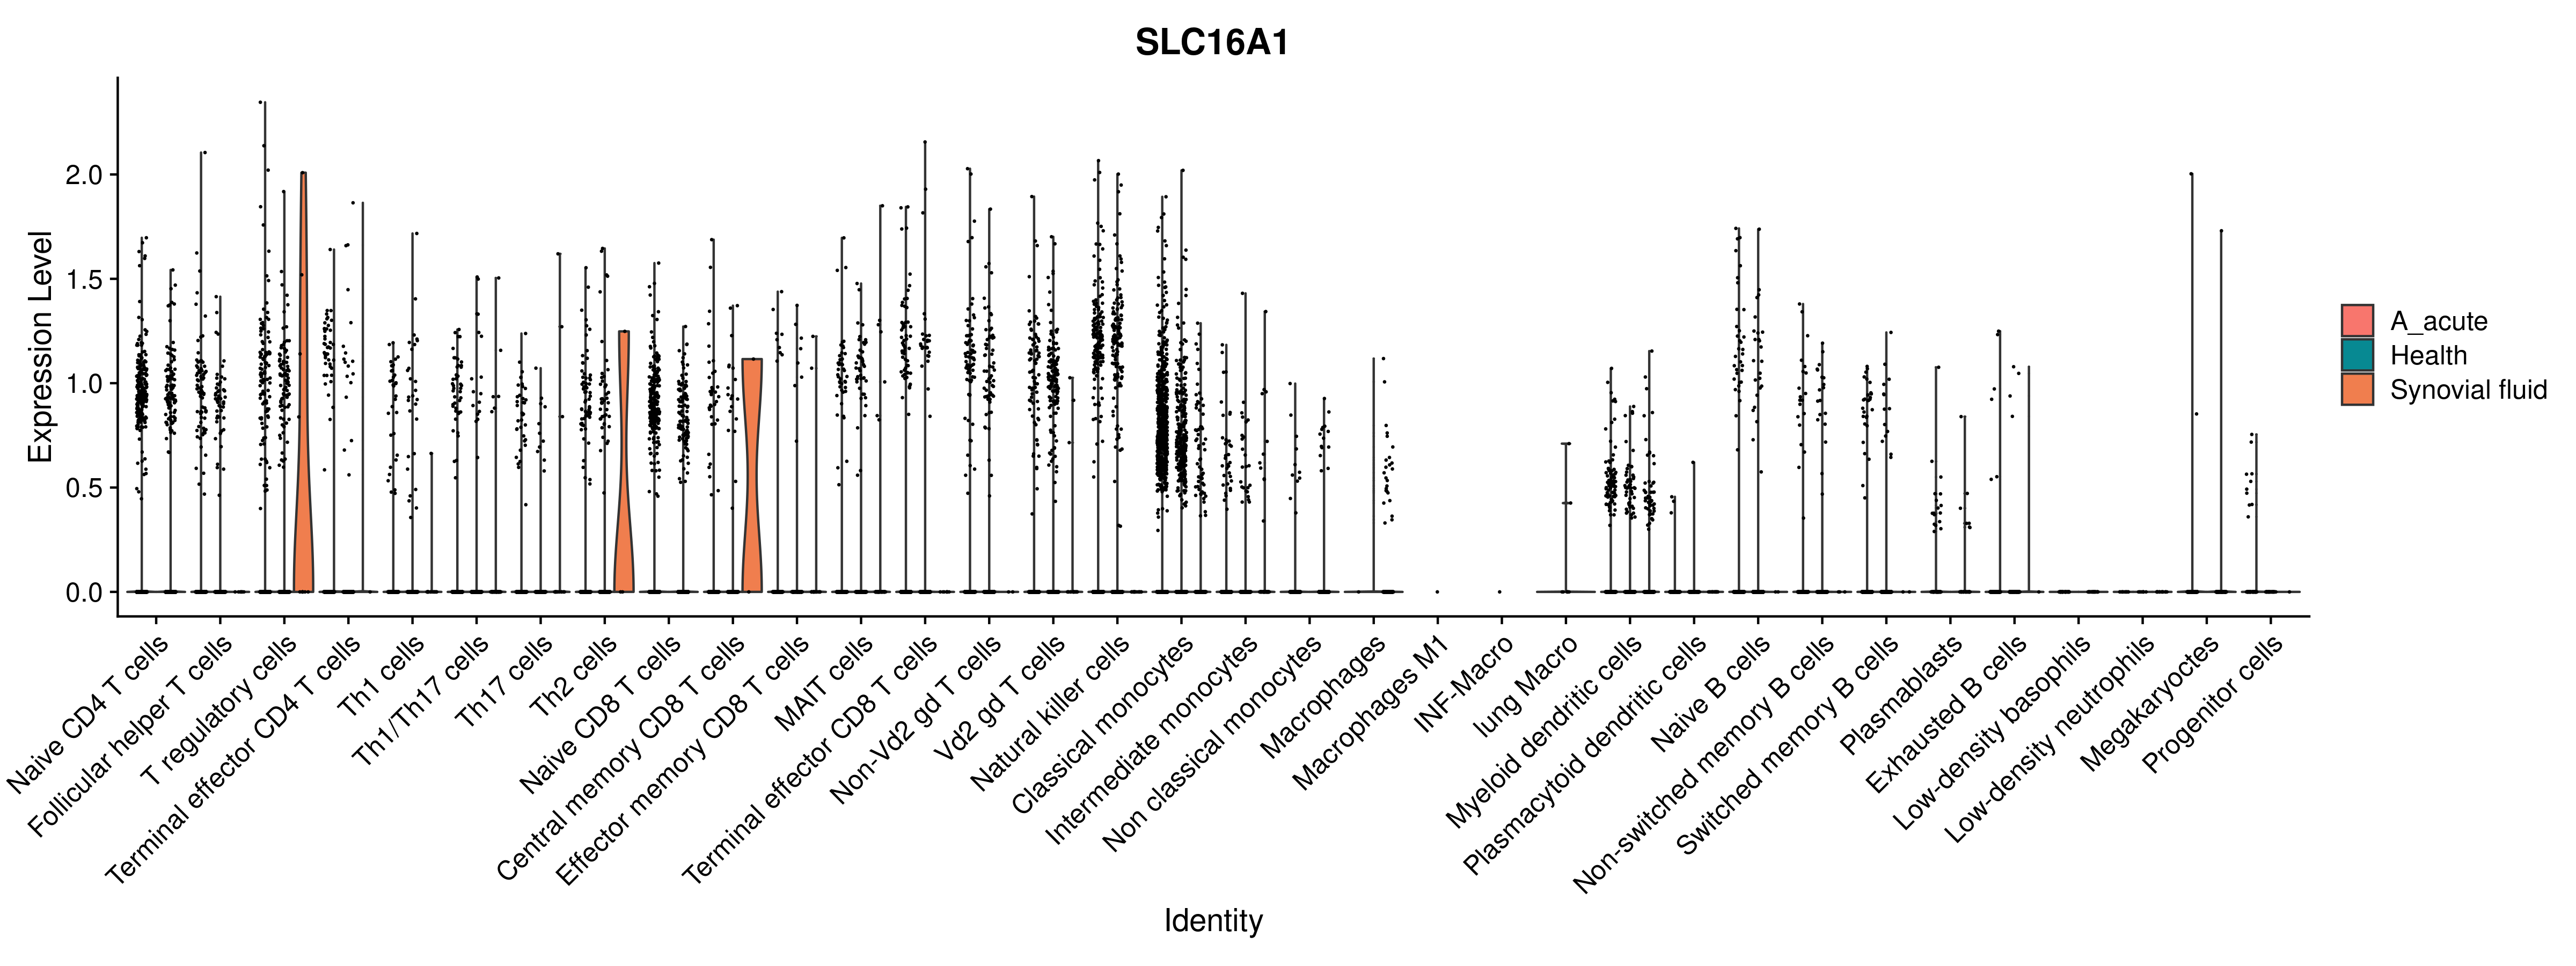 SLC16A1
Expression Level
2.0
1.5
1.0
0.5
0.0
Naive CD4 T cells
Follicular helper T cells
T regulatory cells
Terminal effector CD4 T cells
Th1 cells
Th1/Th17 cells
Th17 cells
Th2 cells
Naive CD8 T cells
Central memory CD8 T cells
Effector memory CD8 T cells
MAIT cells
Terminal effector CD8 T cells
Non-Vd2 gd T cells
Vd2 gd T cells
Natural killer cells
Classical monocytes
Intermediate monocytes
Non classical monocytes
Macrophages
Macrophages M1
INF-Macro
lung Macro
Myeloid dendritic cells
Plasmacytoid dendritic cells
Naive B cells
Non-switched memory B cells
Switched memory B cells
Plasmablasts
Exhausted B cells
Low-density basophils
Low-density neutrophils
Megakaryoctes
Progenitor cells
Identity
A_acute
Health
Synovial fluid